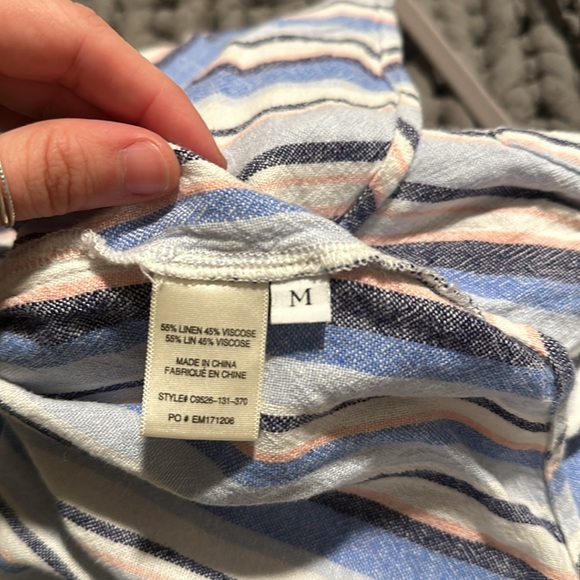 55% LINEN 45% VISCOSE
55% LIN 45% VISCOSE
MADE IN CHINA
FABRIQUÉ EN CHINE
STYLE# C9526-131-370
PO # EM171206
M